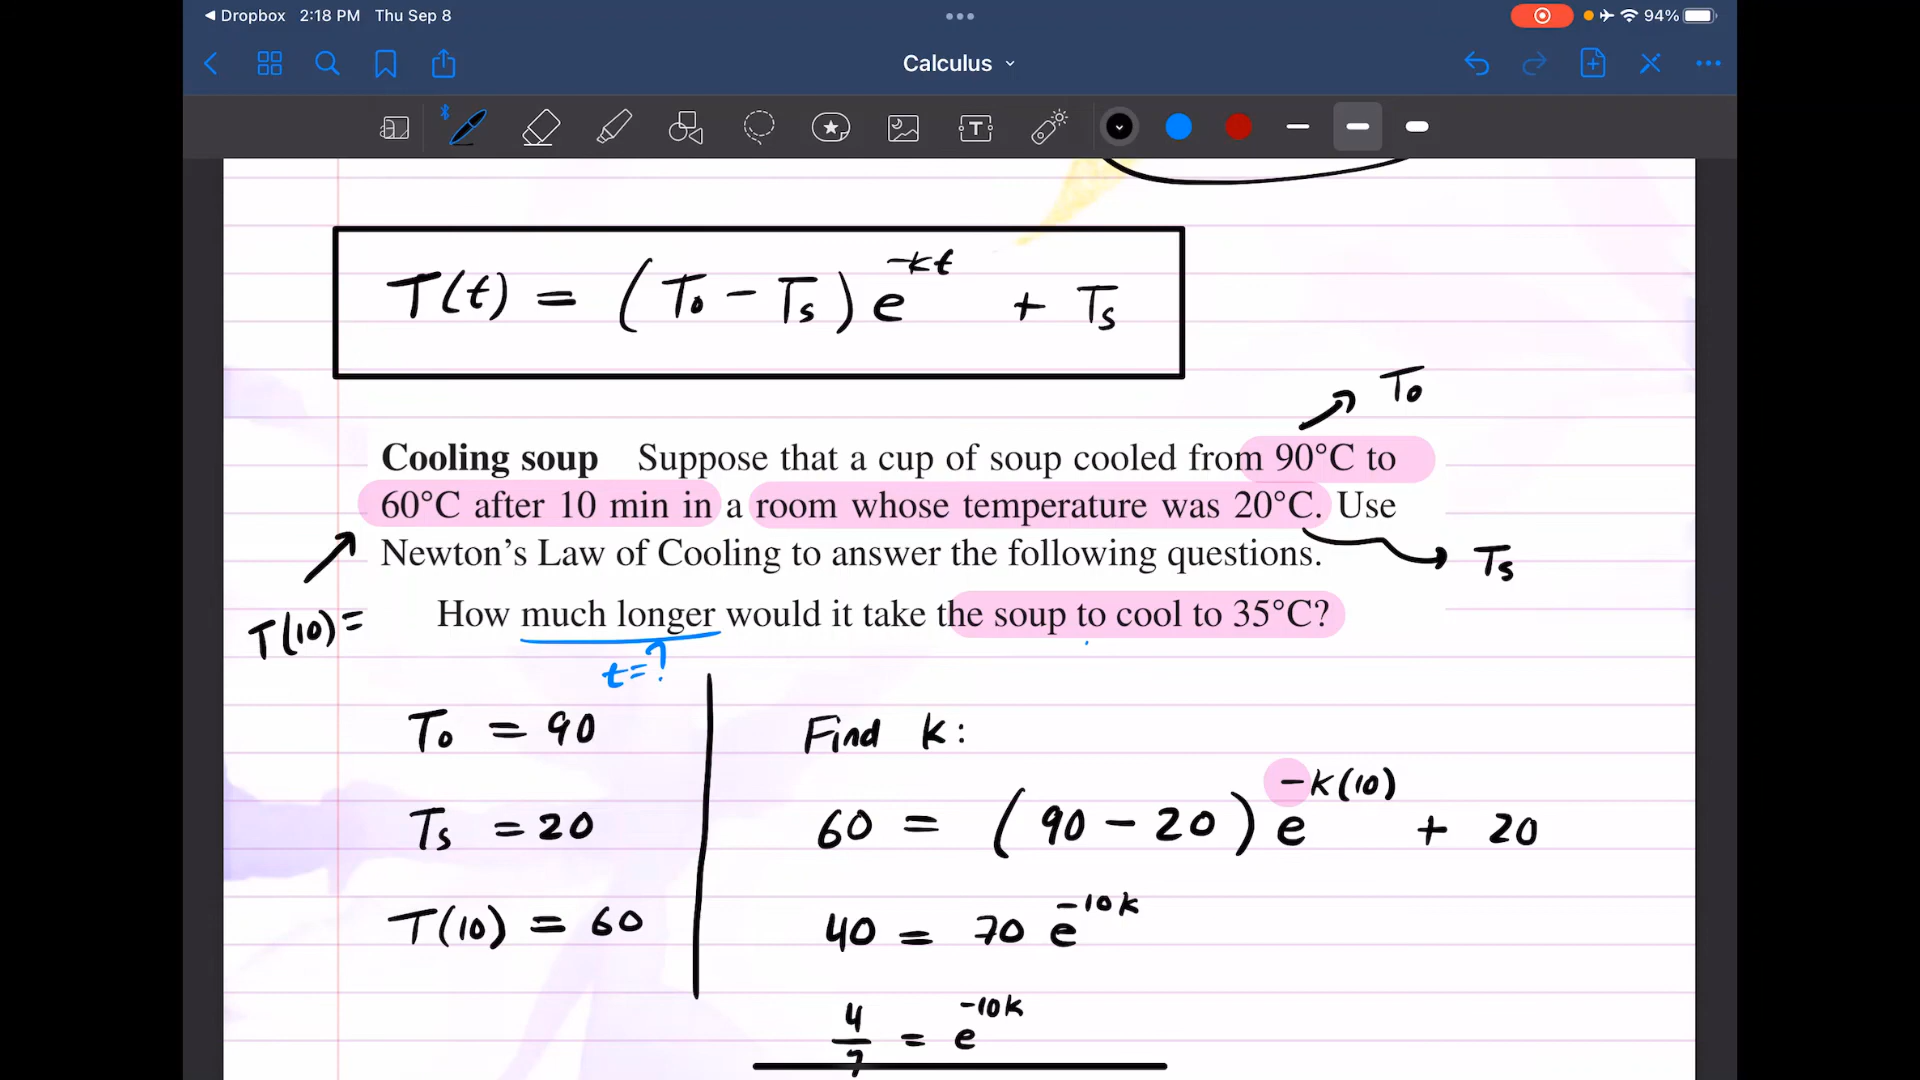 Dropbox 2:18 PM Thu Sep 8 94%
Calculus
T(t) = (T₀ - Ts) e^-kt + Ts
T₀
Cooling soup Suppose that a cup of soup cooled from 90°C to
60°C after 10 min in a room whose temperature was 20°C. Use
Newton's Law of Cooling to answer the following questions.
Ts
How much longer would it take the soup to cool to 35°C?
T(10) =
t=?
T₀ = 90
Ts = 20
T(10) = 60
Find k:
60 = (90 - 20) e^-k(10) + 20
40 = 70 e^-10k
4/7 = e^-10k